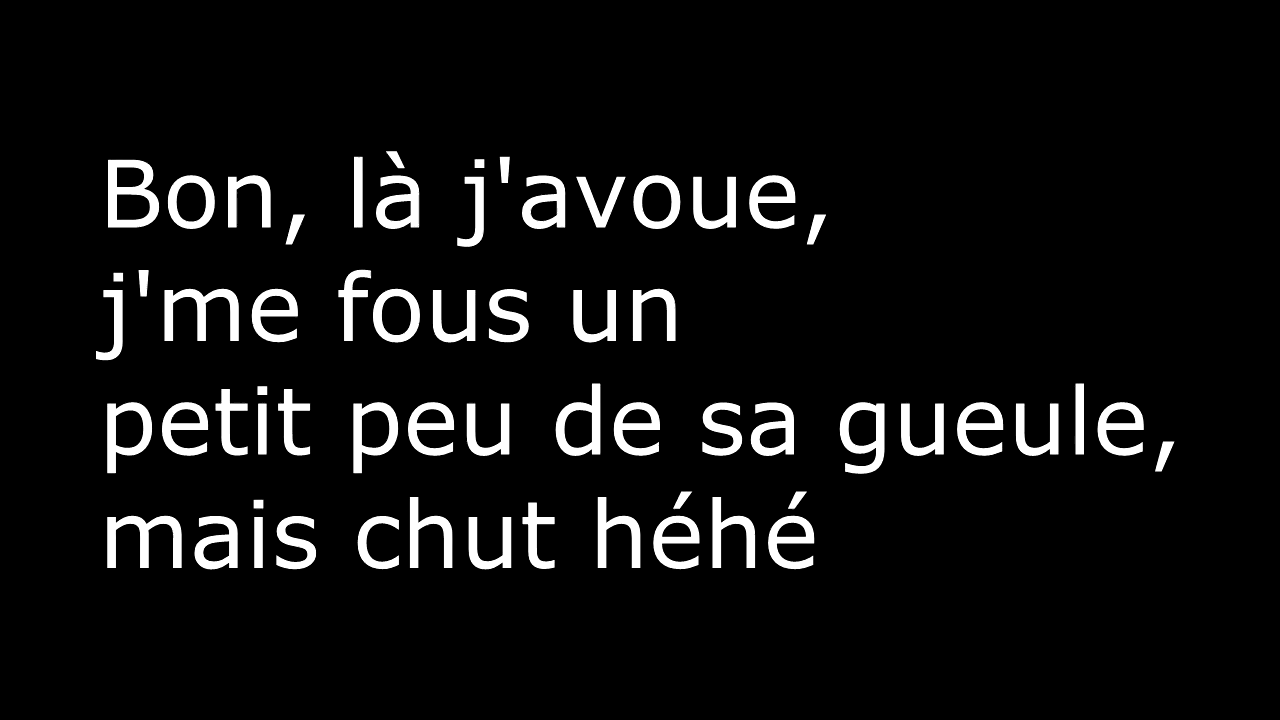 Bon, là j'avoue,
j'me fous un
petit peu de sa gueule,
mais chut héhé